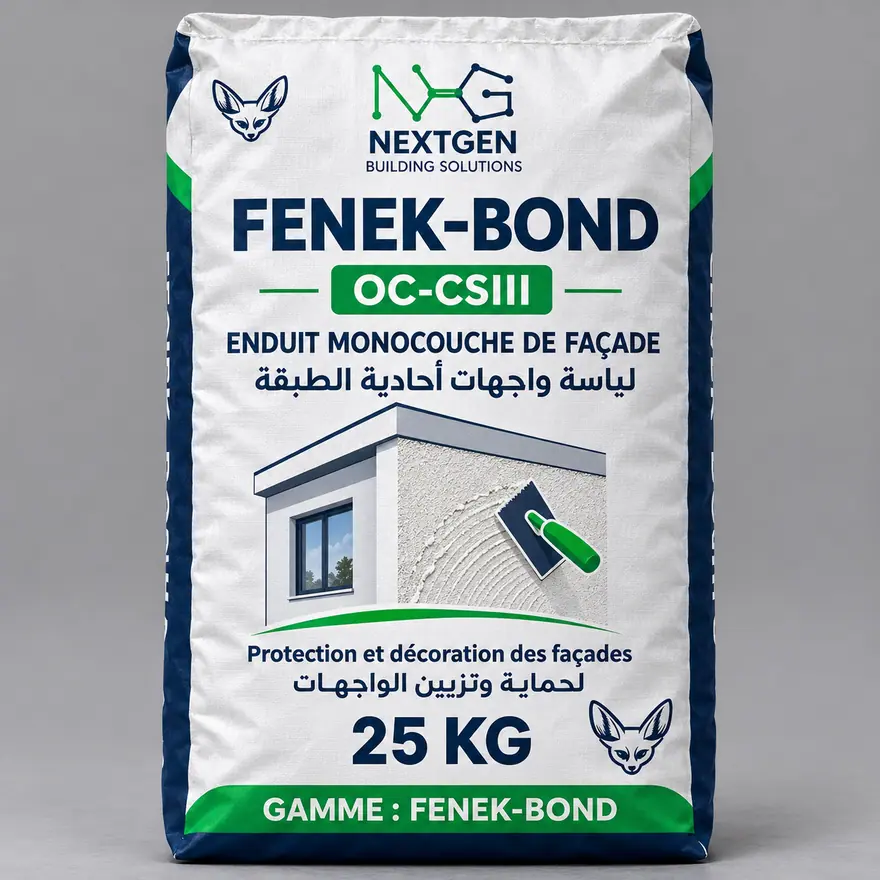 NG
NEXTGEN
BUILDING SOLUTIONS
FENEK-BOND
OC-CSIII
ENDUIT MONOCOUCHE DE FAÇADE
لياسة واجهات أحادية الطبقة
Protection et décoration des façades
لحماية وتزيين الواجهات
25 KG
GAMME : FENEK-BOND